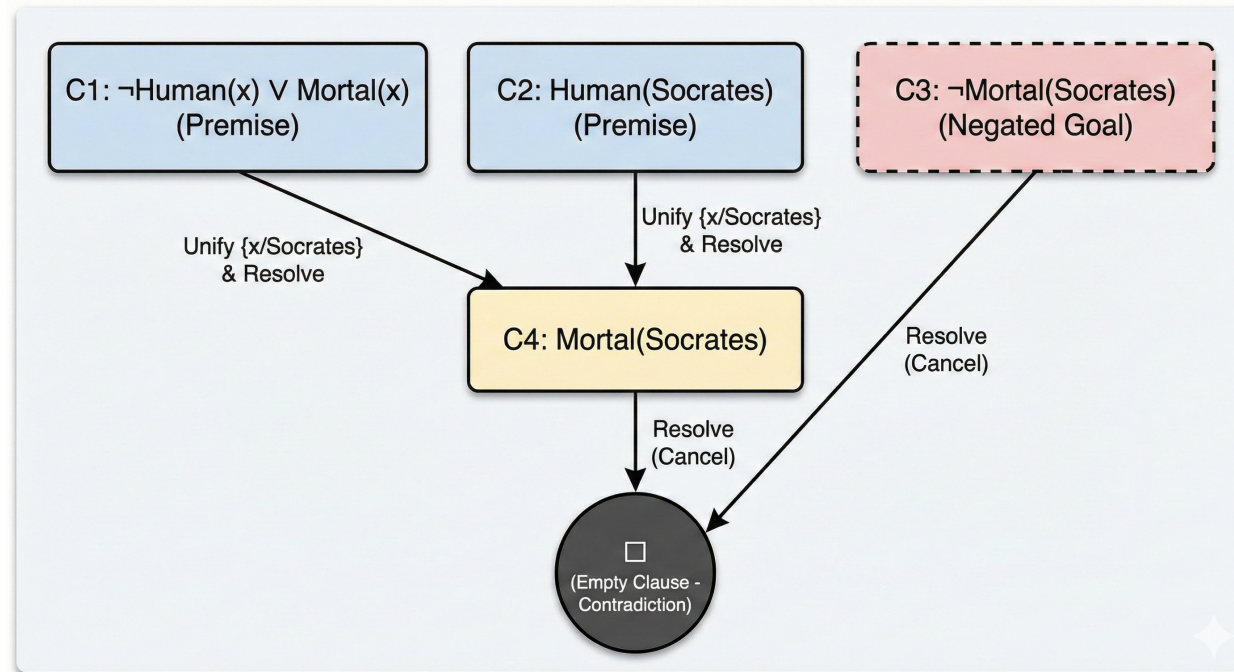 C1: ¬Human(x) ∨ Mortal(x)
(Premise)
C2: Human(Socrates)
(Premise)
C3: ¬Mortal(Socrates)
(Negated Goal)
Unify {x/Socrates}
& Resolve
Unify {x/Socrates}
& Resolve
C4: Mortal(Socrates)
Resolve
(Cancel)
Resolve
(Cancel)
□
(Empty Clause -
Contradiction)